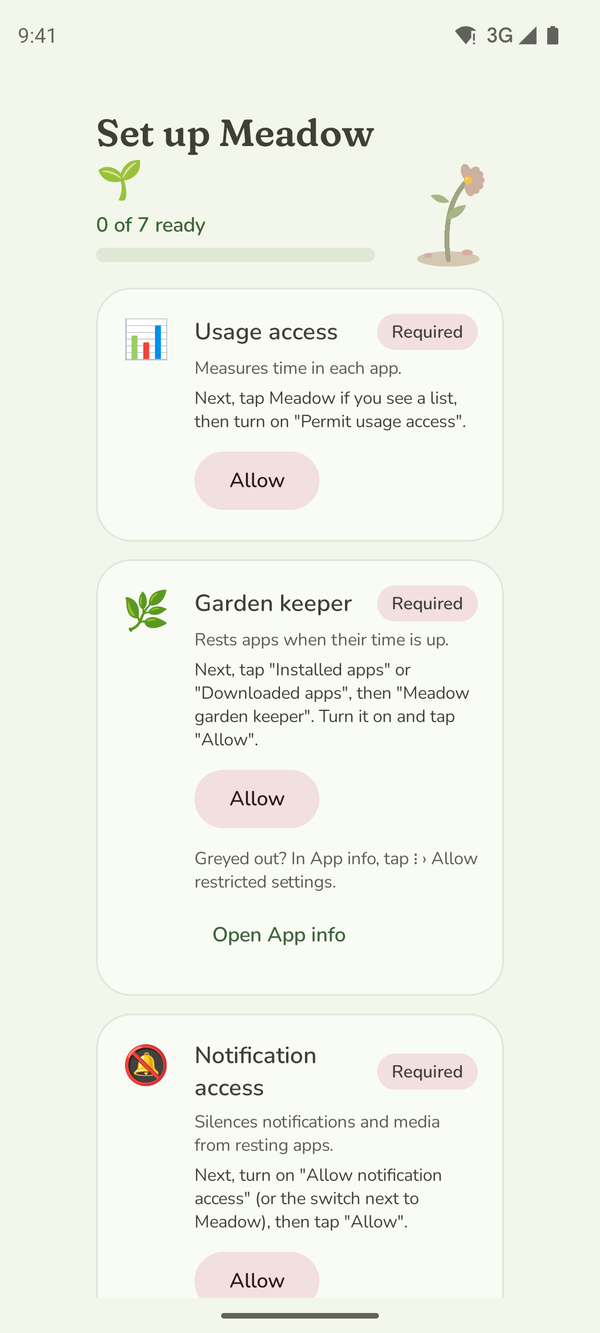 9:41
3G
Set up Meadow
0 of 7 ready
Usage access
Required
Measures time in each app.
Next, tap Meadow if you see a list,
then turn on "Permit usage access".
Allow
Garden keeper
Required
Rests apps when their time is up.
Next, tap "Installed apps" or
"Downloaded apps", then "Meadow
garden keeper". Turn it on and tap
"Allow".
Allow
Greyed out? In App info, tap ⋮ › Allow
restricted settings.
Open App info
Notification
access
Required
Silences notifications and media
from resting apps.
Next, turn on "Allow notification
access" (or the switch next to
Meadow), then tap "Allow".
Allow